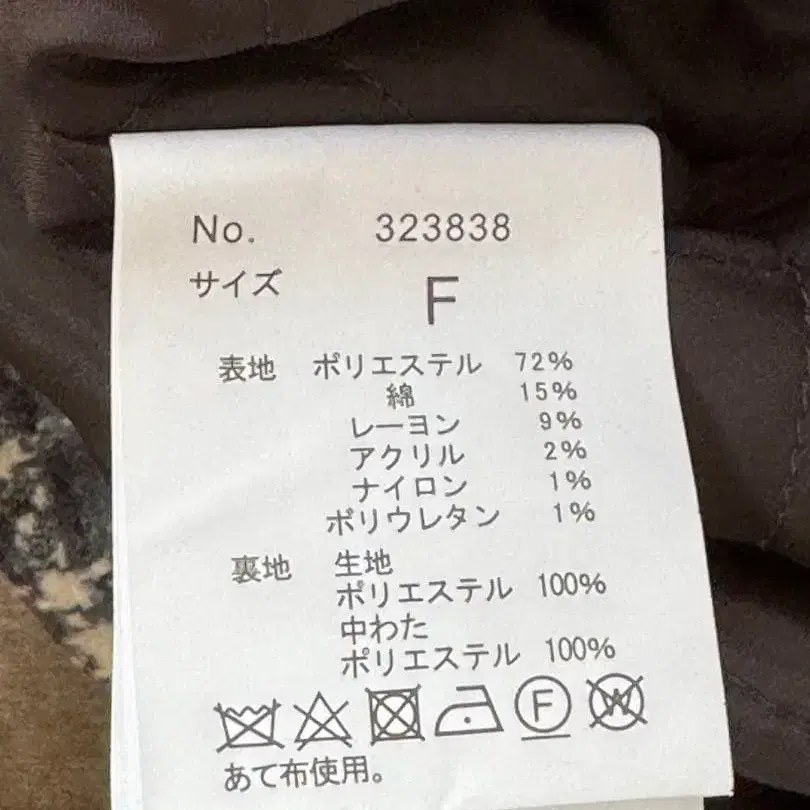 No. 323838
サイズ F
表地 ポリエステル 72%
綿 15%
レーヨン 9%
アクリル 2%
ナイロン 1%
ポリウレタン 1%
裏地 生地
ポリエステル 100%
中わた
ポリエステル 100%
F W
あて布使用。